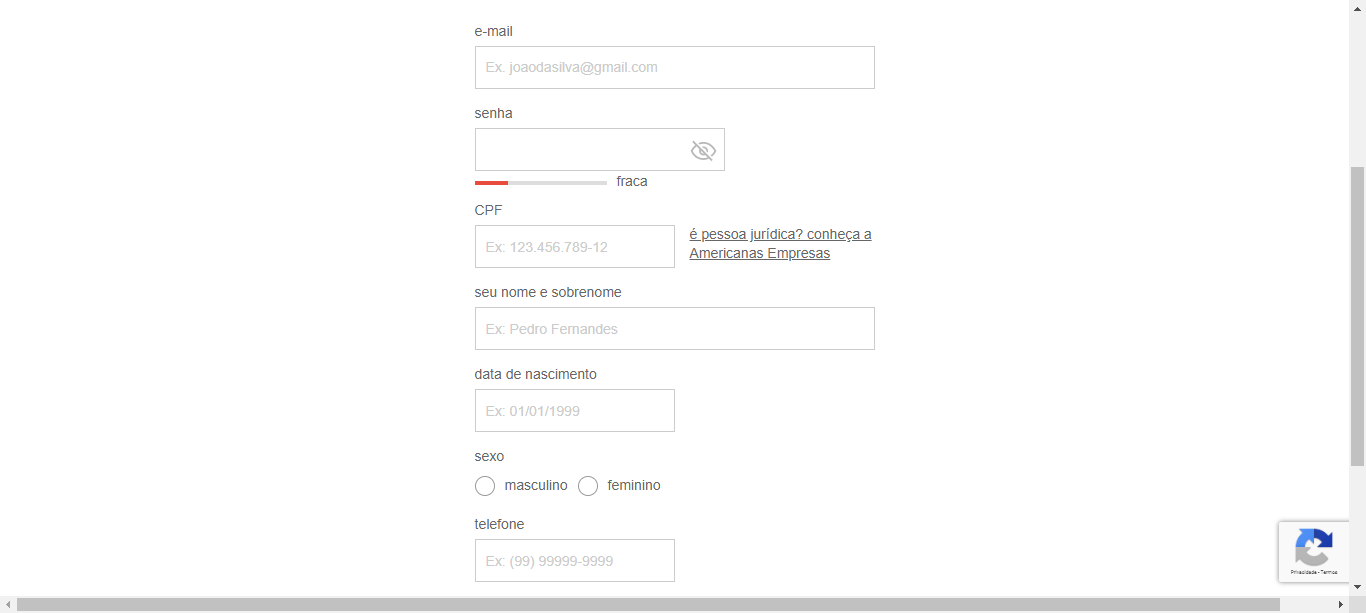 e-mail
Ex. joaodasilva@gmail.com
senha
fraca
CPF
Ex: 123.456.789-12
é pessoa jurídica? conheça a
Americanas Empresas
seu nome e sobrenome
Ex: Pedro Fernandes
data de nascimento
Ex: 01/01/1999
sexo
masculino feminino
telefone
Ex: (99) 99999-9999
Privacidade - Termos